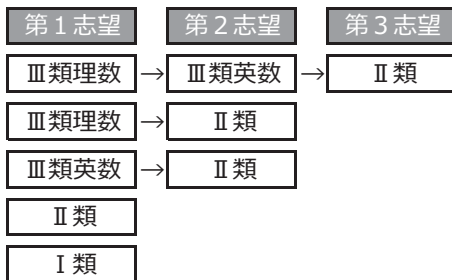 第1志望 第2志望 第3志望
Ⅲ類理数 → Ⅲ類英数 → Ⅱ類
Ⅲ類理数 → Ⅱ類
Ⅲ類英数 → Ⅱ類
Ⅱ類
Ⅰ類